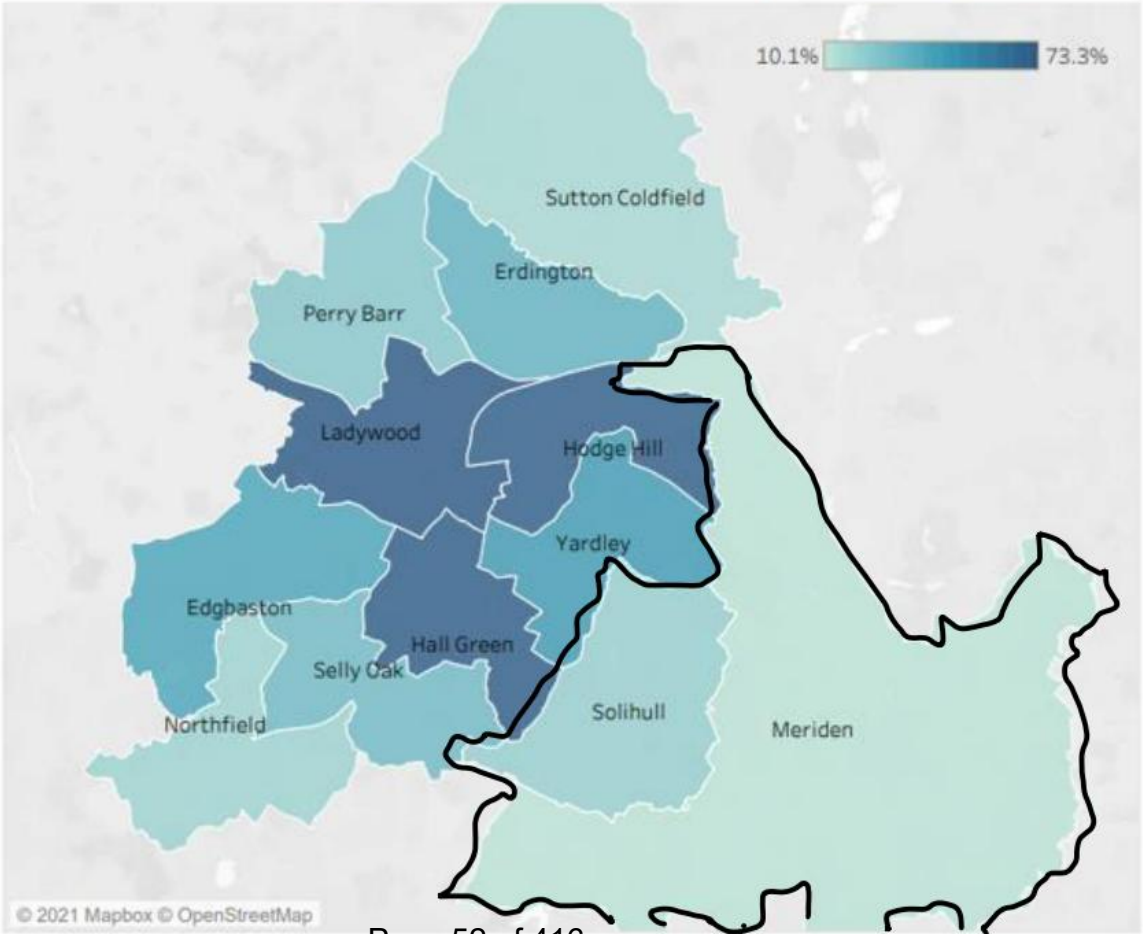 10.1% 73.3%
Sutton Coldfield
Erdington
Perry Barr
Ladywood
Hodge Hill
Yardley
Edgbaston
Hall Green
Selly Oak
Solihull
Northfield
Meriden
© 2021 Mapbox © OpenStreetMap